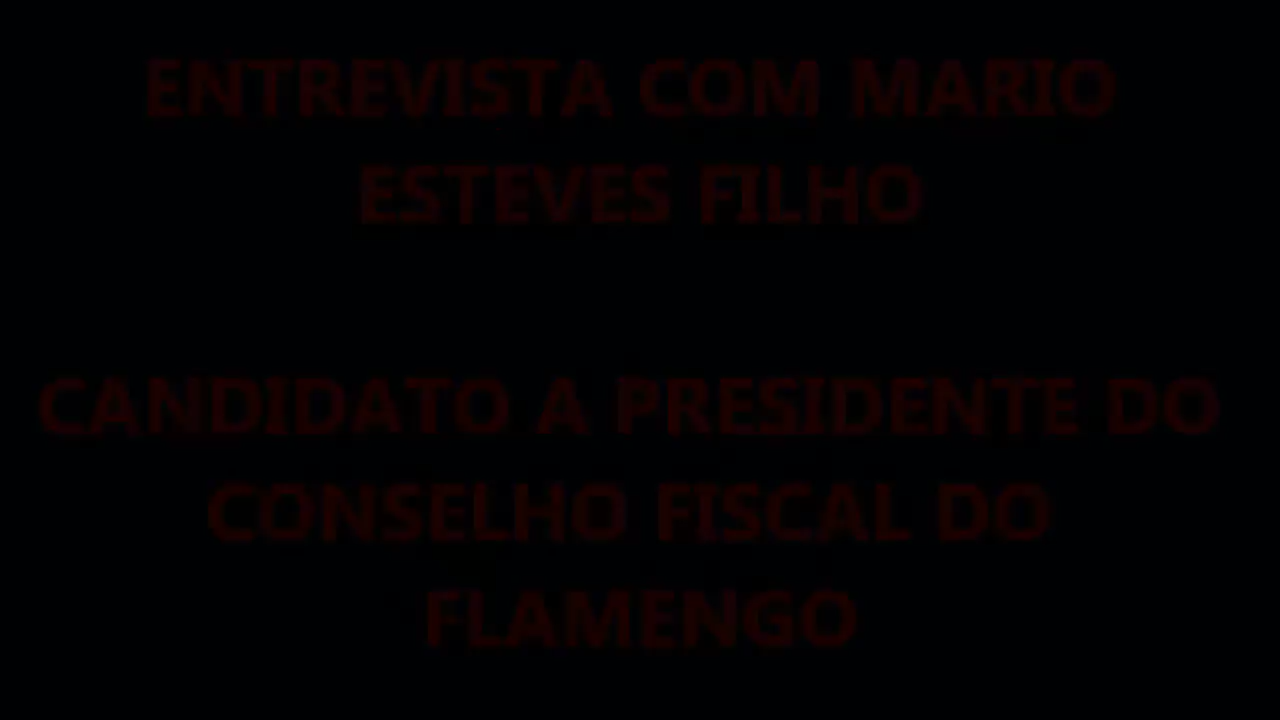 ENTREVISTA COM MARIO
ESTEVES FILHO
CANDIDATO A PRESIDENTE DO
CONSELHO FISCAL DO
FLAMENGO